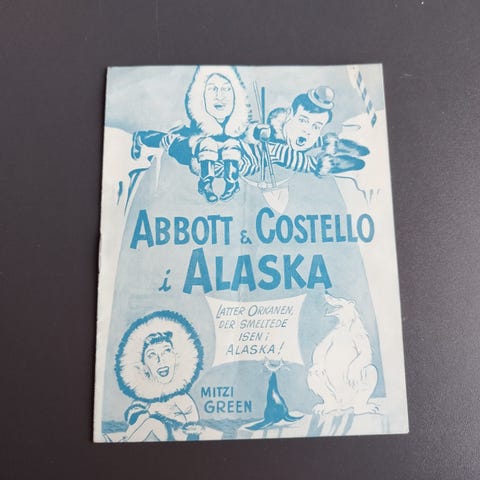 ABBOTT & COSTELLO
i ALASKA
LATTER ORKANEN,
DER SMELTEDE
ISEN i
ALASKA!
MITZI
GREEN